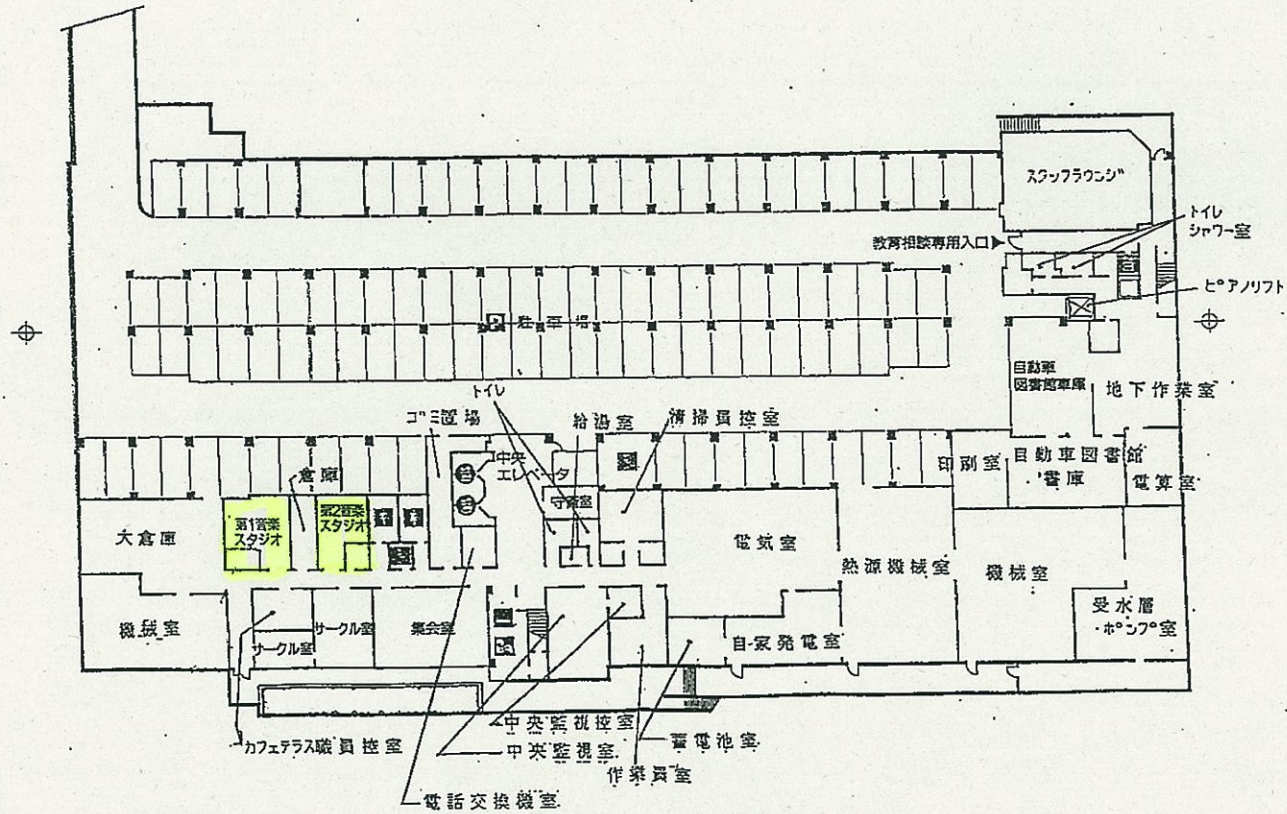 スタッフラウンジ
トイレ
シャワー室
教育相談専用入口
ピアノリフト
駐車場
自動車
図書館車庫
地下作業室
トイレ
ゴミ置場
給湯室
清掃員控室
倉庫
中央
エレベータ
守衛室
印刷室
自動車図書館
書庫
電算室
大倉庫
第1音楽
スタジオ
第2音楽
スタジオ
電気室
熱源機械室
機械室
機械室
サークル室
サークル室
集会室
自家発電室
受水層
・ポンプ室
カフェテラス職員控室
中央監視控室
中央監視室
蓄電池室
作業員室
電話交換機室